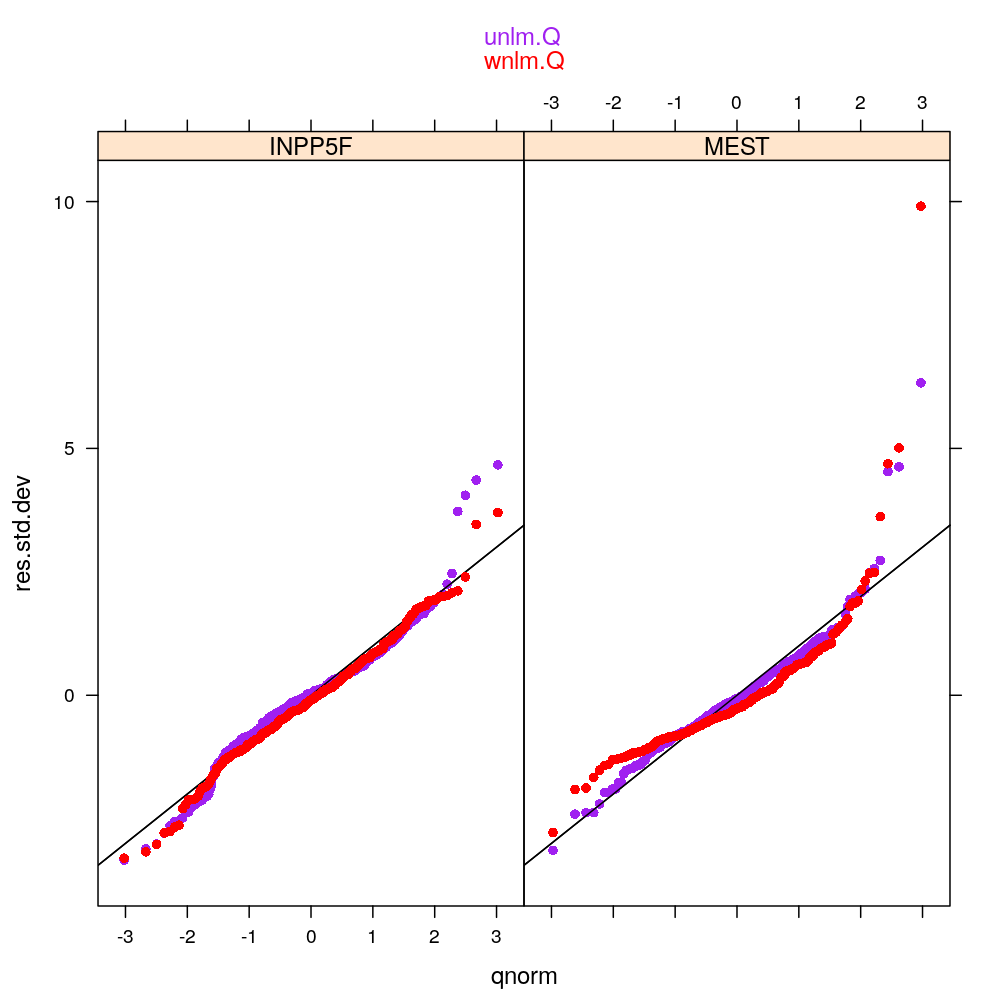 unlm.Q
wnlm.Q
-3 -2 -1 0 1 2 3
INPP5F MEST
10
5
0
res.std.dev
-3 -2 -1 0 1 2 3
qnorm